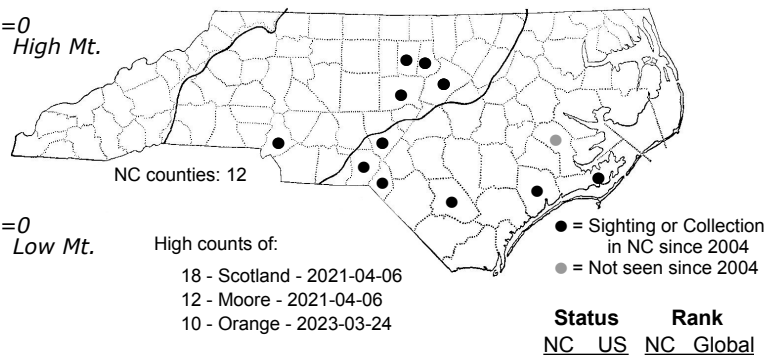 =0
High Mt.
NC counties: 12
=0
Low Mt.
High counts of:
18 - Scotland - 2021-04-06
12 - Moore - 2021-04-06
10 - Orange - 2023-03-24
● = Sighting or Collection
in NC since 2004
● = Not seen since 2004
Status Rank
NC US NC Global